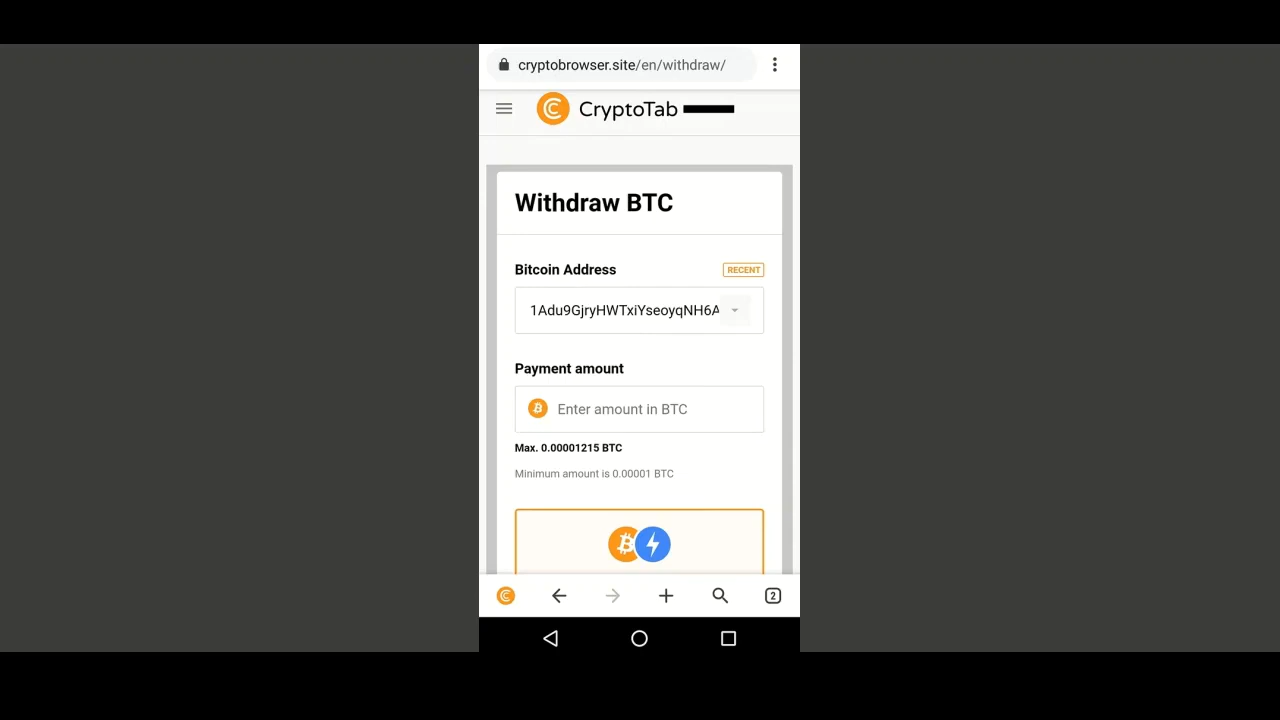 cryptobrowser.site/en/withdraw/
CryptoTab
Withdraw BTC
Bitcoin Address
RECENT
1Adu9GjryHWTxiYseoyqNH6A
Payment amount
Enter amount in BTC
Max. 0.00001215 BTC
Minimum amount is 0.00001 BTC
2